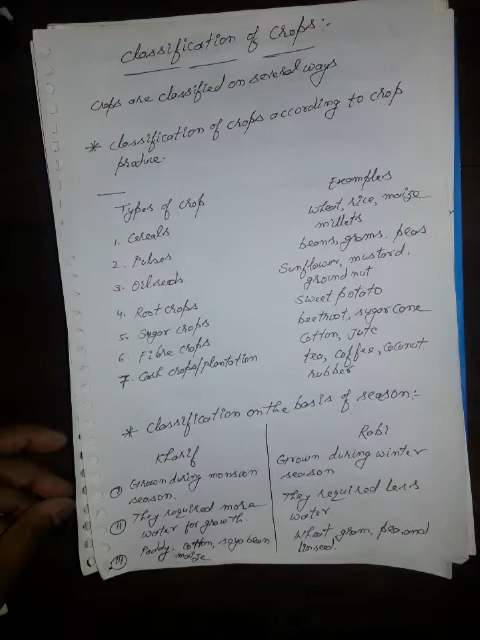 Classification of Crops:-
Crops are classified on several ways
* Classification of crops according to crop
produce.
Types of crop Examples
1. Cereals wheat, rice, maize
millets
2. Pulses beans, grams, peas
3. Oilseeds Sunflower, mustard,
groundnut
4. Root crops Sweet potato
5. Sugar crops beetroot, sugarcane
6. Fibre crops Cotton, jute
7. Cash crops/plantation tea, coffee, coconut
rubber
* Classification on the basis of season:-
Kharif
(i) Grown during monsoon
season.
(ii) They required more
water for growth
(iii) Paddy, cotton, soyabean
maize
Rabi
Grown during winter
season
They required less
water
Wheat, gram, pea and
linseed.